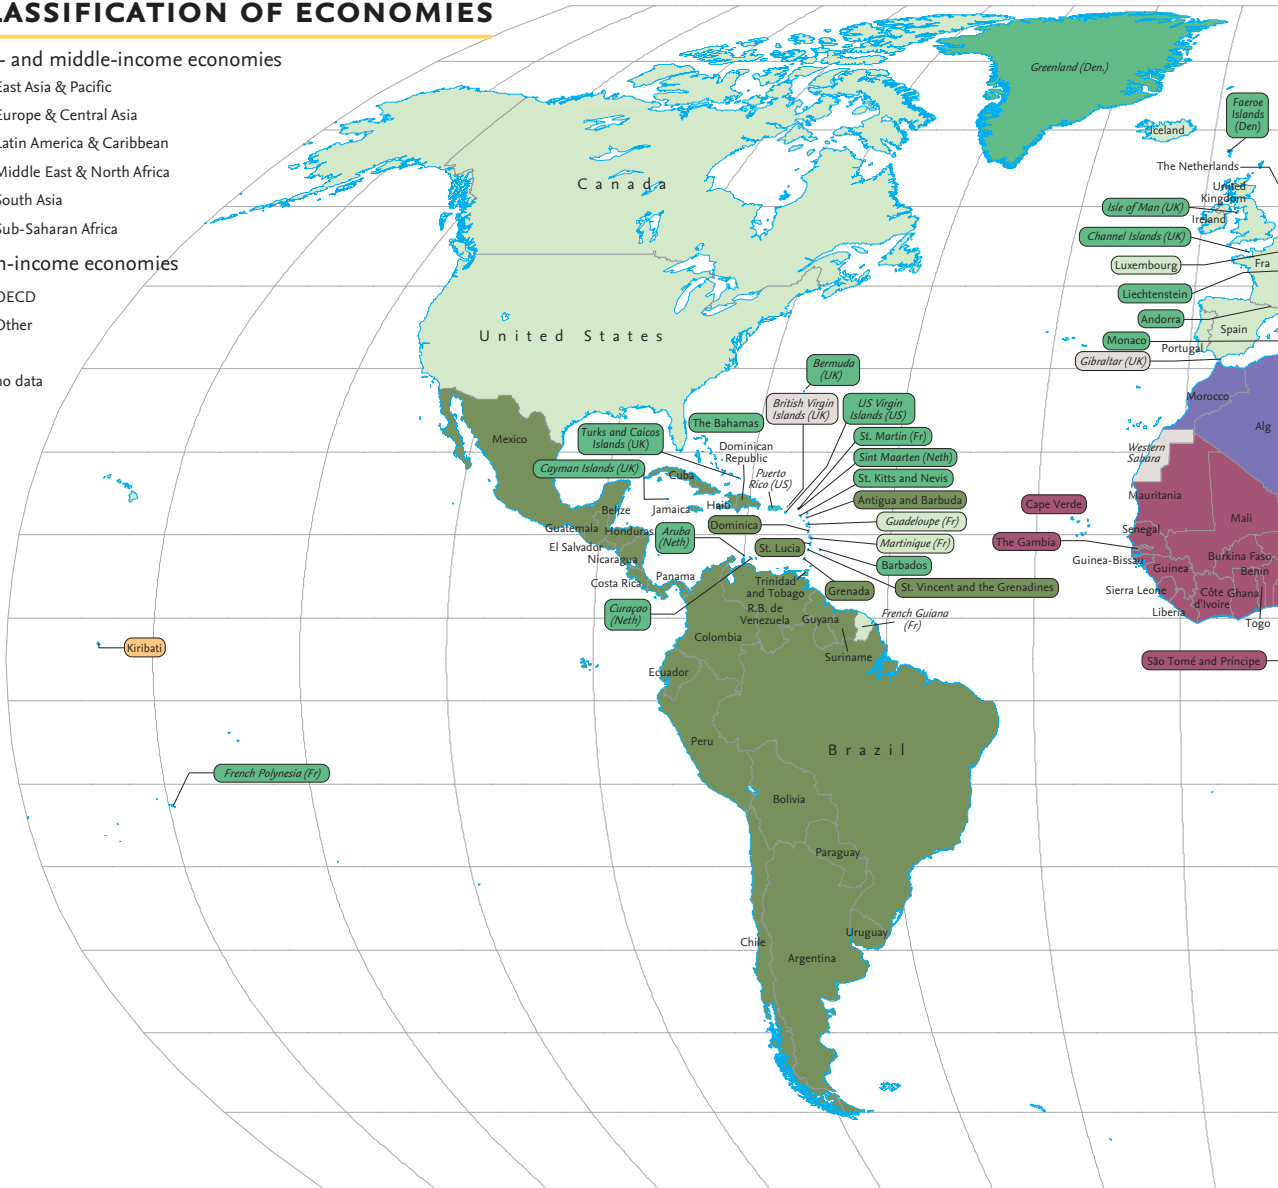 LASSIFICATION OF ECONOMIES
- and middle-income economies
East Asia & Pacific
Europe & Central Asia
Latin America & Caribbean
Middle East & North Africa
South Asia
Sub-Saharan Africa
h-income economies
OECD
Other
no data
Greenland (Den.)
Faeroe
Islands
(Den)
Iceland
The Netherlands
United
Kingdom
Isle of Man (UK)
Ireland
Channel Islands (UK)
Luxembourg
Fra
Liechtenstein
Andorra
Spain
Monaco
Portugal
Gibraltar (UK)
Canada
United States
Bermuda
(UK)
British Virgin
Islands (UK)
US Virgin
Islands (US)
The Bahamas
Turks and Caicos
Islands (UK)
St. Martin (Fr)
Mexico
Dominican
Republic
Sint Maarten (Neth)
Cayman Islands (UK)
Cuba
Puerto
Rico (US)
St. Kitts and Nevis
Antigua and Barbuda
Belize
Jamaica
Haiti
Guadeloupe (Fr)
Dominica
Guatemala
Honduras
Aruba
(Neth)
Martinique (Fr)
El Salvador
St. Lucia
Nicaragua
Barbados
Costa Rica
Panama
Trinidad
and Tobago
Grenada
St. Vincent and the Grenadines
Curaçao
(Neth)
R.B. de
Venezuela
Guyana
French Guiana
(Fr)
Colombia
Suriname
Ecuador
Kiribati
Peru
Brazil
French Polynesia (Fr)
Bolivia
Paraguay
Uruguay
Chile
Argentina
Morocco
Alg
Western
Sahara
Mauritania
Cape Verde
Mali
Senegal
The Gambia
Guinea-Bissau
Guinea
Burkina Faso
Benin
Sierra Leone
Côte
d'Ivoire
Ghana
Liberia
Togo
São Tomé and Príncipe